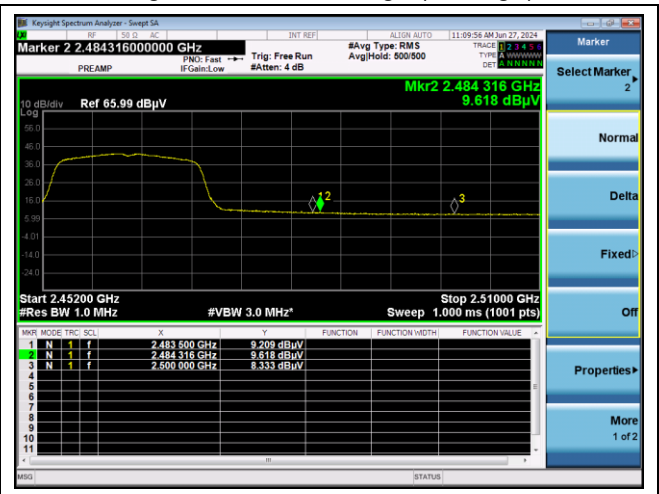 Keysight Spectrum Analyzer - Swept SA
RF 50 Ω AC INT REF ALIGN AUTO 11:09:56 AM Jun 27, 2024
Marker 2 2.484316000000 GHz
PREAMP
PNO: Fast
IFGain:Low
Trig: Free Run
#Atten: 4 dB
#Avg Type: RMS
Avg|Hold: 500/500
TRACE 1 2 3 4 5 6
TYPE A WWWWW
DET A N N N N N
Mkr2 2.484 316 GHz
9.618 dBµV
10 dB/div Ref 65.99 dBµV
Log
56.0
46.0
36.0
26.0
16.0
5.99
-4.01
-14.0
-24.0
1 2 3
Start 2.45200 GHz Stop 2.51000 GHz
#Res BW 1.0 MHz #VBW 3.0 MHz* Sweep 1.000 ms (1001 pts)
MKR MODE TRC SCL X Y FUNCTION FUNCTION WIDTH FUNCTION VALUE
1 N 1 f 2.483 500 GHz 9.209 dBµV
2 N 1 f 2.484 316 GHz 9.618 dBµV
3 N 1 f 2.500 000 GHz 8.333 dBµV
4
5
6
7
8
9
10
11
MSG STATUS
Marker
Select Marker
2
Normal
Delta
Fixed
Off
Properties
More
1 of 2